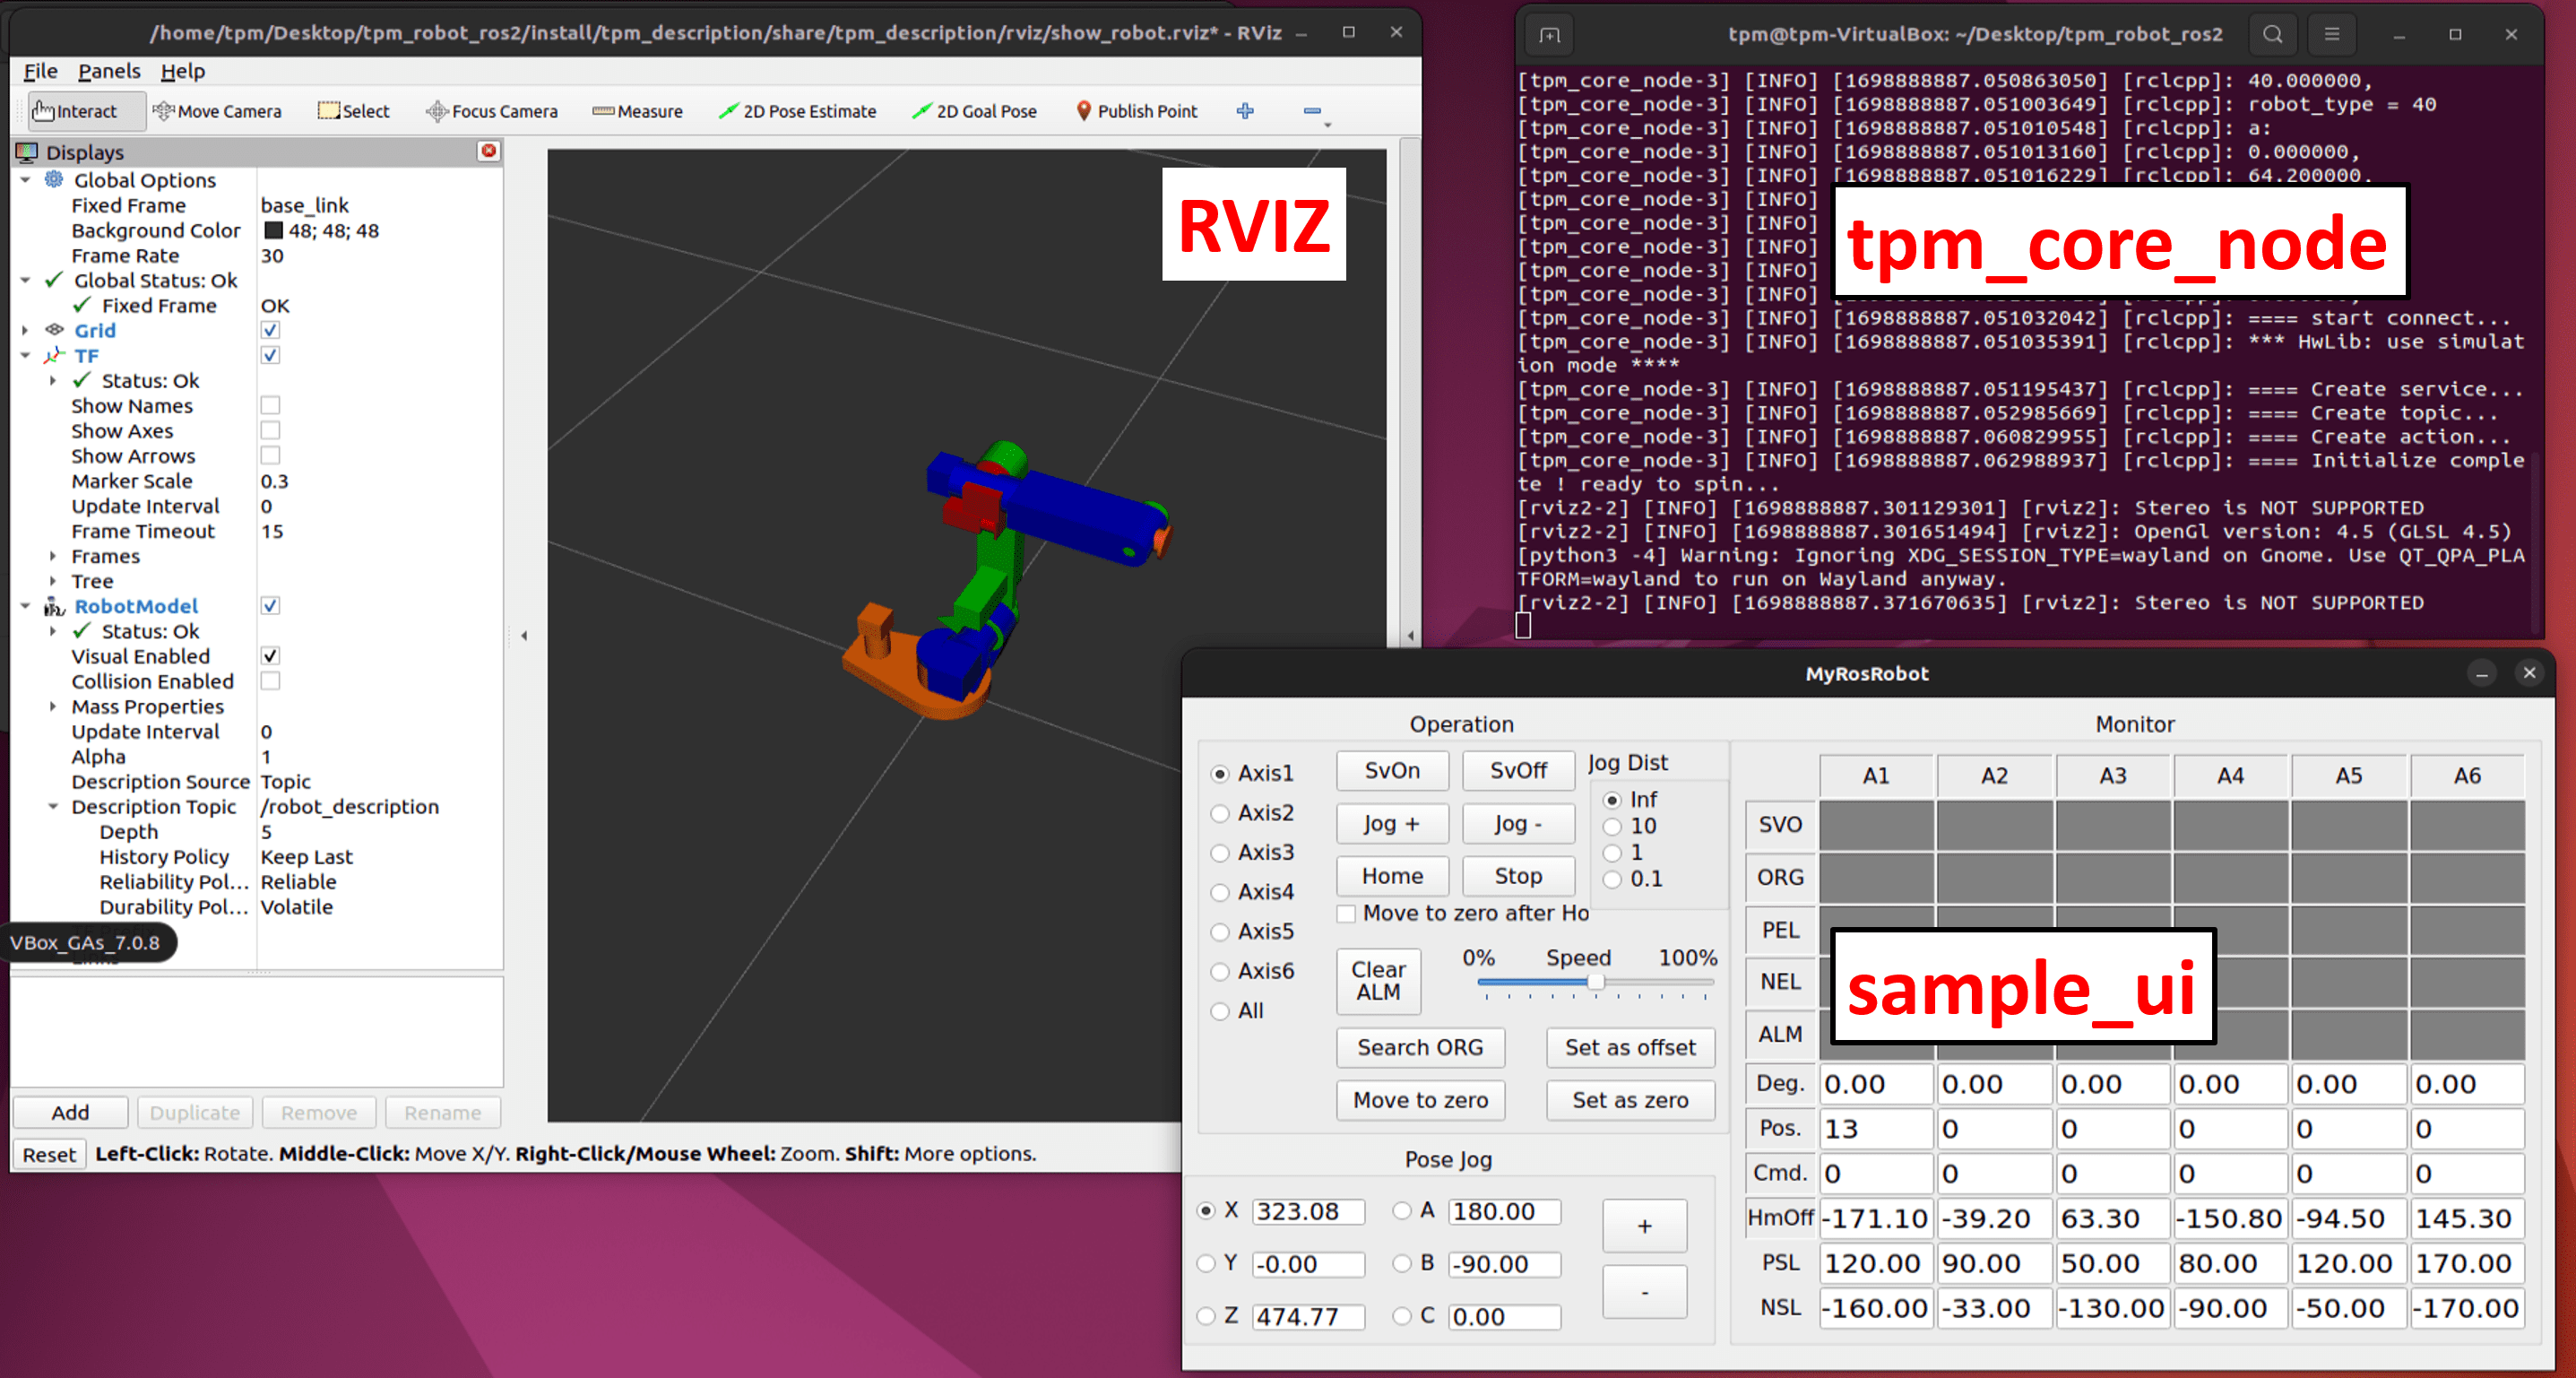 /home/tpm/Desktop/tpm_robot_ros2/install/tpm_description/share/tpm_description/rviz/show_robot.rviz* - RViz
File Panels Help
Interact Move Camera Select Focus Camera Measure 2D Pose Estimate 2D Goal Pose Publish Point
Displays
Global Options
Fixed Frame base_link
Background Color 48; 48; 48
Frame Rate 30
Global Status: Ok
Fixed Frame OK
Grid
TF
Status: Ok
Show Names
Show Axes
Show Arrows
Marker Scale 0.3
Update Interval 0
Frame Timeout 15
Frames
Tree
RobotModel
Status: Ok
Visual Enabled
Collision Enabled
Mass Properties
Update Interval 0
Alpha 1
Description Source Topic
Description Topic /robot_description
Depth 5
History Policy Keep Last
Reliability Pol... Reliable
Durability Pol... Volatile
VBox_GAs_7.0.8
Add Duplicate Remove Rename
Reset Left-Click: Rotate. Middle-Click: Move X/Y. Right-Click/Mouse Wheel: Zoom. Shift: More options.
RVIZ
tpm@tpm-VirtualBox: ~/Desktop/tpm_robot_ros2
[tpm_core_node-3] [INFO] [1698888887.050863050] [rclcpp]: 40.000000,
[tpm_core_node-3] [INFO] [1698888887.051003649] [rclcpp]: robot_type = 40
[tpm_core_node-3] [INFO] [1698888887.051010548] [rclcpp]: a:
[tpm_core_node-3] [INFO] [1698888887.051013160] [rclcpp]: 0.000000,
[tpm_core_node-3] [INFO] [1698888887.051016229] [rclcpp]: 64.200000,
[tpm_core_node-3] [INFO]
[tpm_core_node-3] [INFO]
[tpm_core_node-3] [INFO]
[tpm_core_node-3] [INFO]
[tpm_core_node-3] [INFO]
tpm_core_node
[tpm_core_node-3] [INFO] [1698888887.051032042] [rclcpp]: ==== start connect...
[tpm_core_node-3] [INFO] [1698888887.051035391] [rclcpp]: *** HwLib: use simulat
ion mode ****
[tpm_core_node-3] [INFO] [1698888887.051195437] [rclcpp]: ==== Create service...
[tpm_core_node-3] [INFO] [1698888887.052985669] [rclcpp]: ==== Create topic...
[tpm_core_node-3] [INFO] [1698888887.060829955] [rclcpp]: ==== Create action...
[tpm_core_node-3] [INFO] [1698888887.062988937] [rclcpp]: ==== Initialize comple
te ! ready to spin...
[rviz2-2] [INFO] [1698888887.301129301] [rviz2]: Stereo is NOT SUPPORTED
[rviz2-2] [INFO] [1698888887.301651494] [rviz2]: OpenGl version: 4.5 (GLSL 4.5)
[python3 -4] Warning: Ignoring XDG_SESSION_TYPE=wayland on Gnome. Use QT_QPA_PLA
TFORM=wayland to run on Wayland anyway.
[rviz2-2] [INFO] [1698888887.371670635] [rviz2]: Stereo is NOT SUPPORTED
MyRosRobot
Operation
Axis1 SvOn SvOff Jog Dist
Axis2 Jog + Jog - Inf
Axis3 Home Stop 10
Axis4 Move to zero after Ho 1
Axis5 0.1
Axis6 Clear ALM 0% Speed 100%
All
Search ORG Set as offset
Move to zero Set as zero
Pose Jog
X 323.08 A 180.00 +
Y -0.00 B -90.00 -
Z 474.77 C 0.00
Monitor
A1 A2 A3 A4 A5 A6
SVO
ORG
PEL
NEL
ALM
sample_ui
Deg. 0.00 0.00 0.00 0.00 0.00 0.00
Pos. 13 0 0 0 0 0
Cmd. 0 0 0 0 0 0
HmOff -171.10 -39.20 63.30 -150.80 -94.50 145.30
PSL 120.00 90.00 50.00 80.00 120.00 170.00
NSL -160.00 -33.00 -130.00 -90.00 -50.00 -170.00